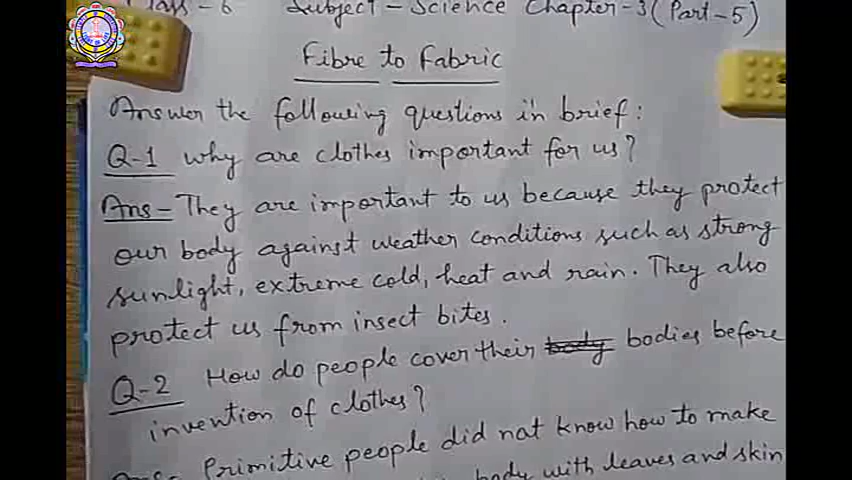 Class - 6 Subject - Science Chapter-3 (Part-5)
Fibre to Fabric
Answer the following questions in brief:
Q-1 Why are clothes important for us?
Ans- They are important to us because they protect
our body against weather conditions such as strong
sunlight, extreme cold, heat and rain. They also
protect us from insect bites.
Q-2 How do people cover their body bodies before
invention of clothes?
Ans- Primitive people did not know how to make
body with leaves and skin